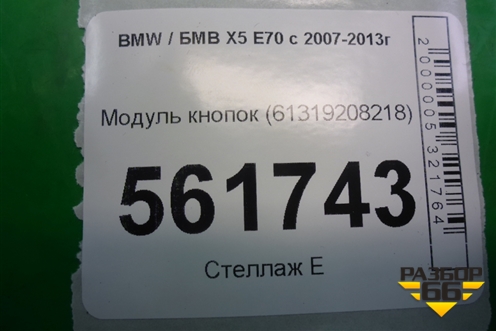 BMW / БМВ X5 E70 с 2007-2013г
Модуль кнопок (61319208218)
561743
Стеллаж Е
2000005321764
РАЗБОР
66